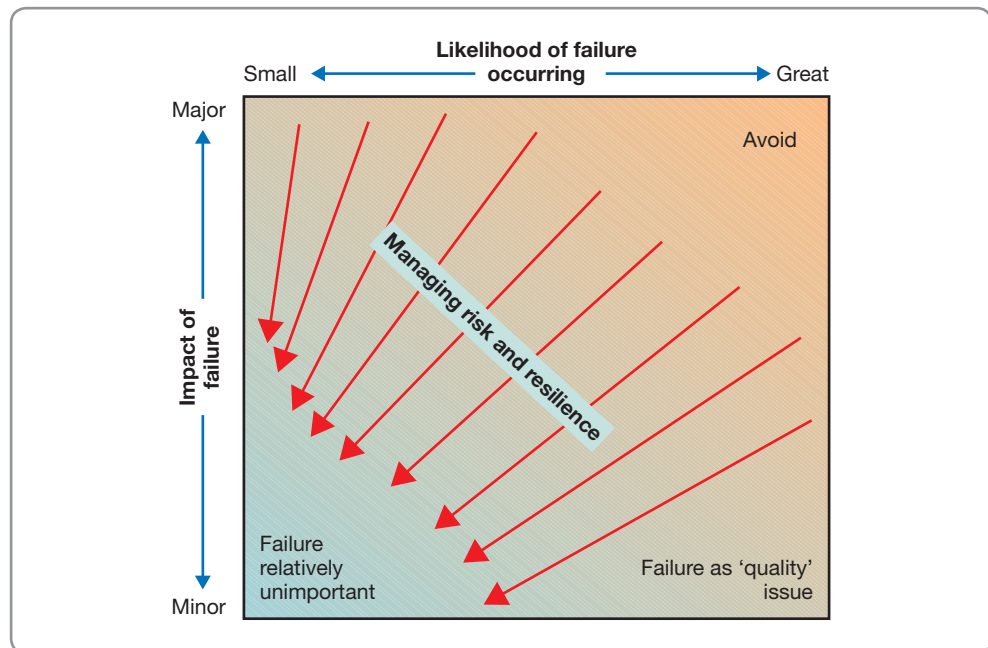 Likelihood of failure
occurring
Small
Great
Major
Avoid
Managing risk and resilience
Impact of
failure
Failure
relatively
unimportant
Failure as ‘quality’
issue
Minor